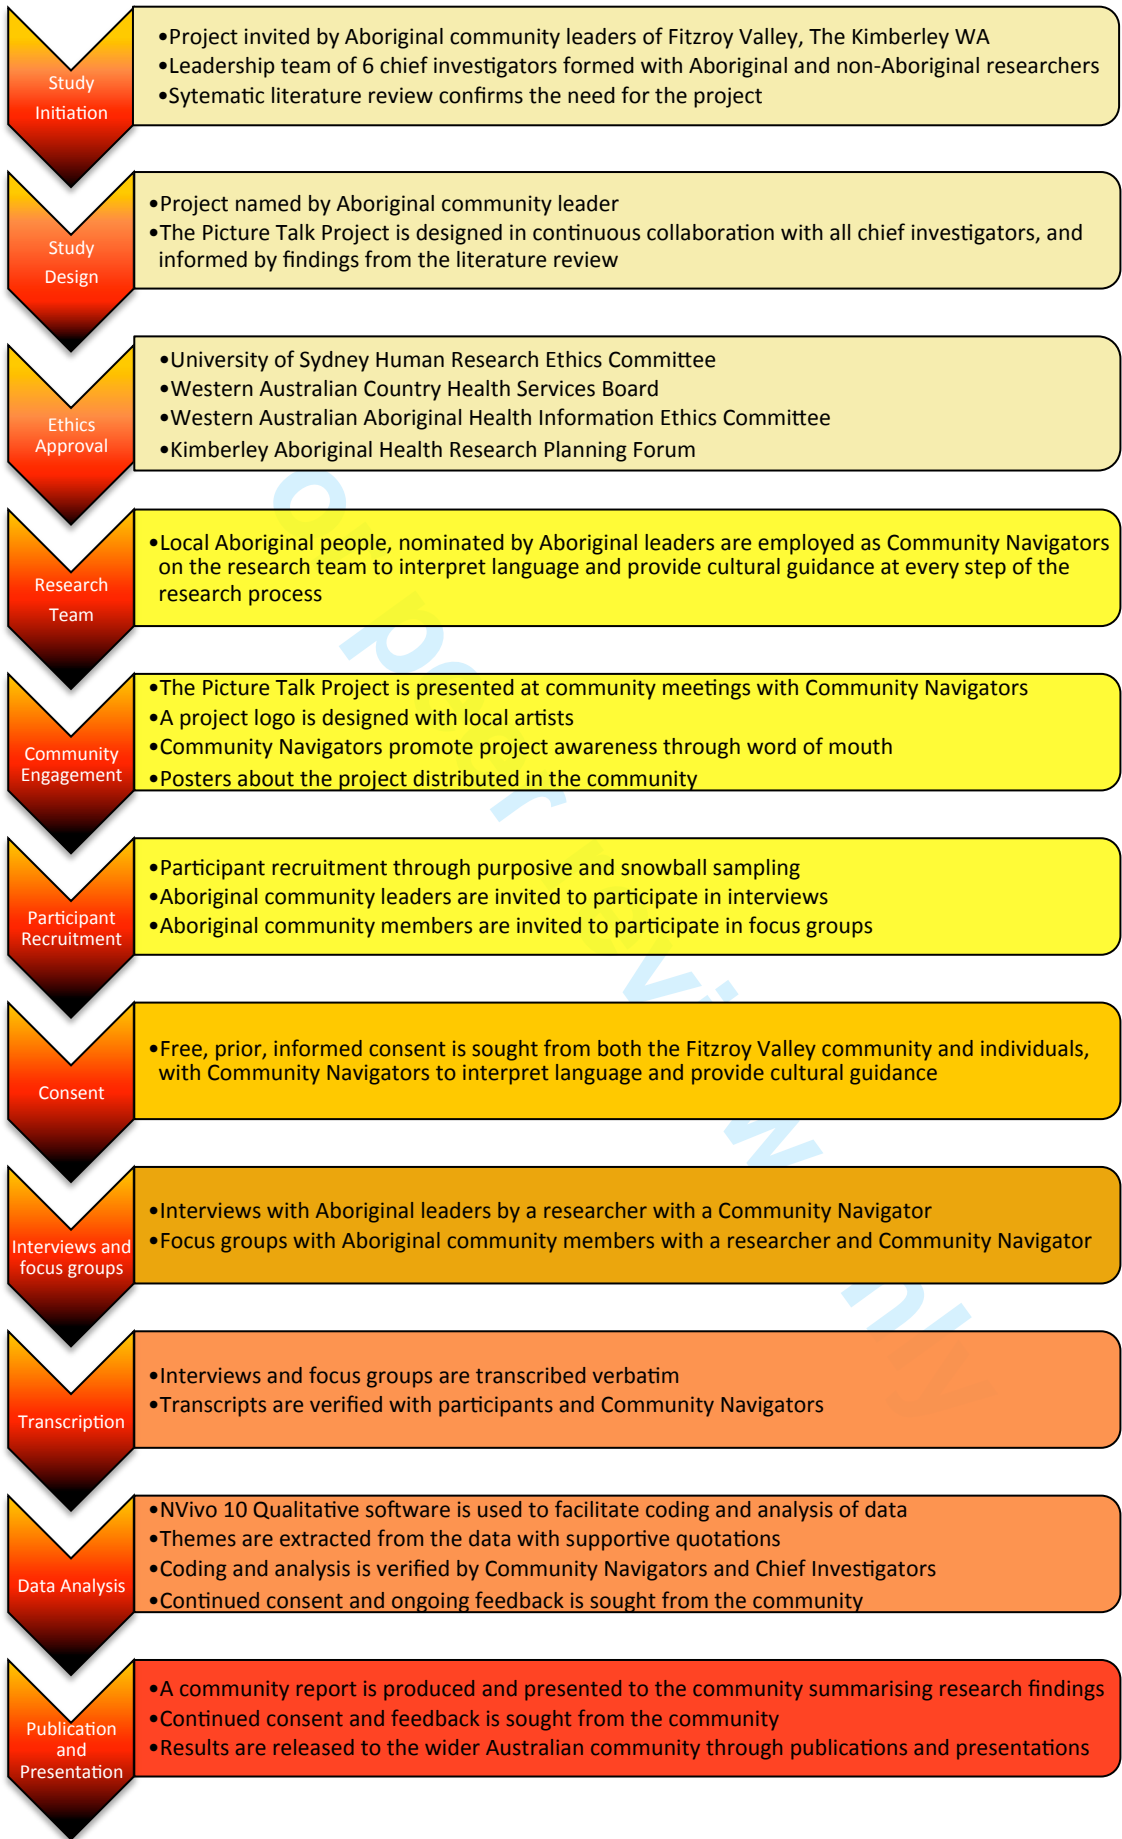 Study
Initiation
•Project invited by Aboriginal community leaders of Fitzroy Valley, The Kimberley WA
•Leadership team of 6 chief investigators formed with Aboriginal and non-Aboriginal researchers
•Sytematic literature review confirms the need for the project
Study
Design
•Project named by Aboriginal community leader
•The Picture Talk Project is designed in continuous collaboration with all chief investigators, and
informed by findings from the literature review
Ethics
Approval
•University of Sydney Human Research Ethics Committee
•Western Australian Country Health Services Board
•Western Australian Aboriginal Health Information Ethics Committee
•Kimberley Aboriginal Health Research Planning Forum
Research
Team
•Local Aboriginal people, nominated by Aboriginal leaders are employed as Community Navigators
on the research team to interpret language and provide cultural guidance at every step of the
research process
Community
Engagement
•The Picture Talk Project is presented at community meetings with Community Navigators
•A project logo is designed with local artists
•Community Navigators promote project awareness through word of mouth
•Posters about the project distributed in the community
Participant
Recruitment
•Participant recruitment through purposive and snowball sampling
•Aboriginal community leaders are invited to participate in interviews
•Aboriginal community members are invited to participate in focus groups
Consent
•Free, prior, informed consent is sought from both the Fitzroy Valley community and individuals,
with Community Navigators to interpret language and provide cultural guidance
Interviews and
focus groups
•Interviews with Aboriginal leaders by a researcher with a Community Navigator
•Focus groups with Aboriginal community members with a researcher and Community Navigator
Transcription
•Interviews and focus groups are transcribed verbatim
•Transcripts are verified with participants and Community Navigators
Data Analysis
•NVivo 10 Qualitative software is used to facilitate coding and analysis of data
•Themes are extracted from the data with supportive quotations
•Coding and analysis is verified by Community Navigators and Chief Investigators
•Continued consent and ongoing feedback is sought from the community
Publication
and
Presentation
•A community report is produced and presented to the community summarising research findings
•Continued consent and feedback is sought from the community
•Results are released to the wider Australian community through publications and presentations